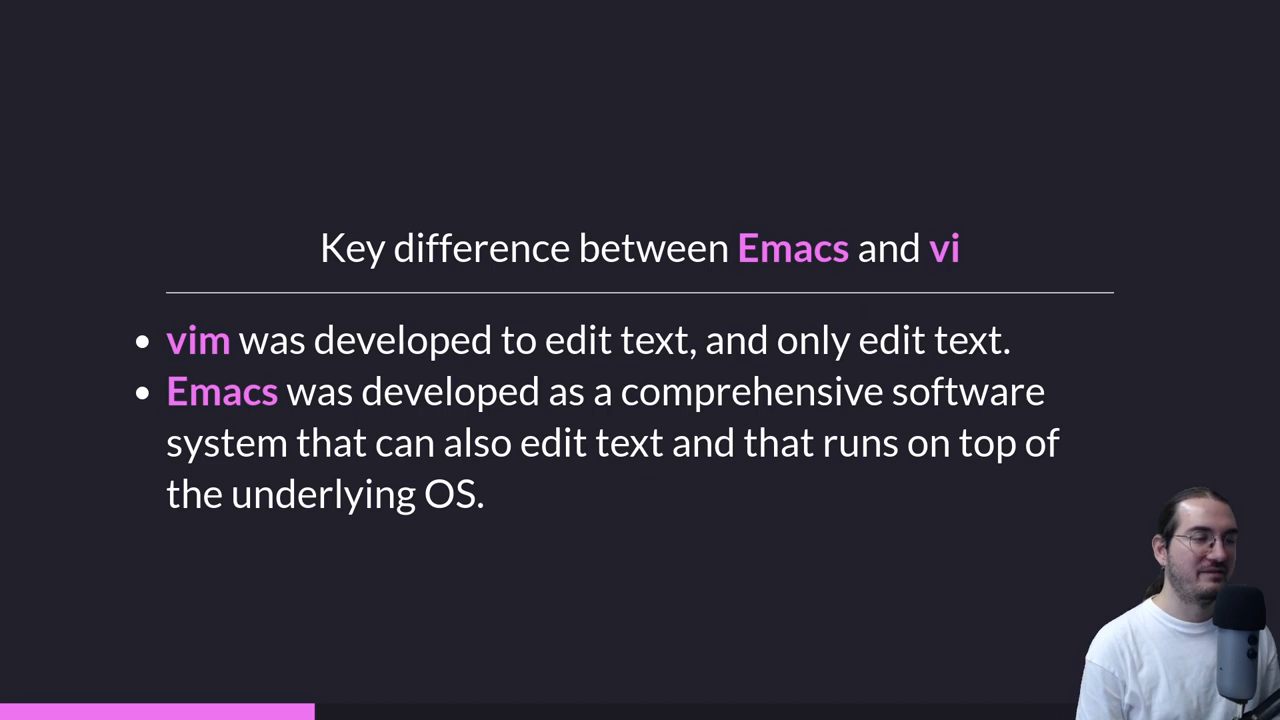 Key difference between Emacs and vi
• vim was developed to edit text, and only edit text.
• Emacs was developed as a comprehensive software
system that can also edit text and that runs on top of
the underlying OS.